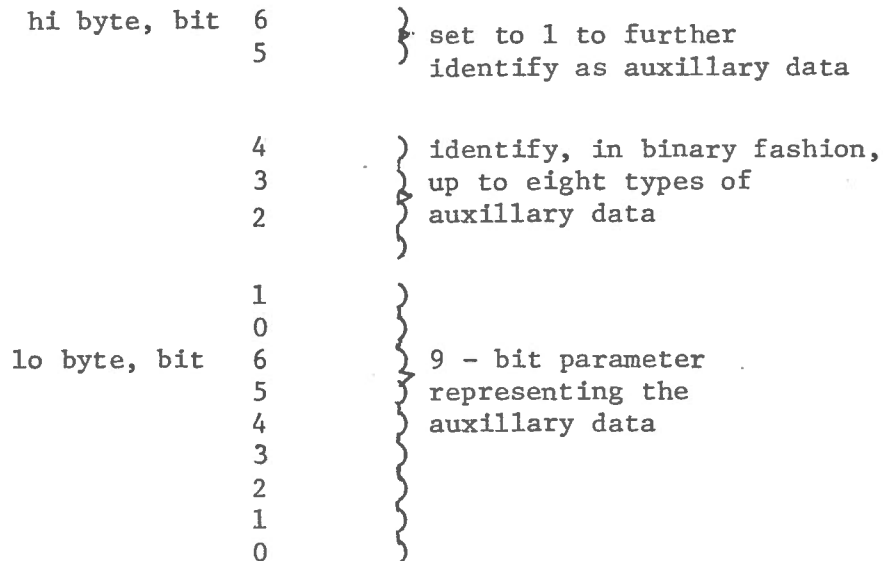 hi byte, bit 6
5
set to 1 to further
identify as auxillary data
4 identify, in binary fashion,
3 up to eight types of
2 auxillary data
1
0
lo byte, bit 6 9 - bit parameter
5 representing the
4 auxillary data
3
2
1
0